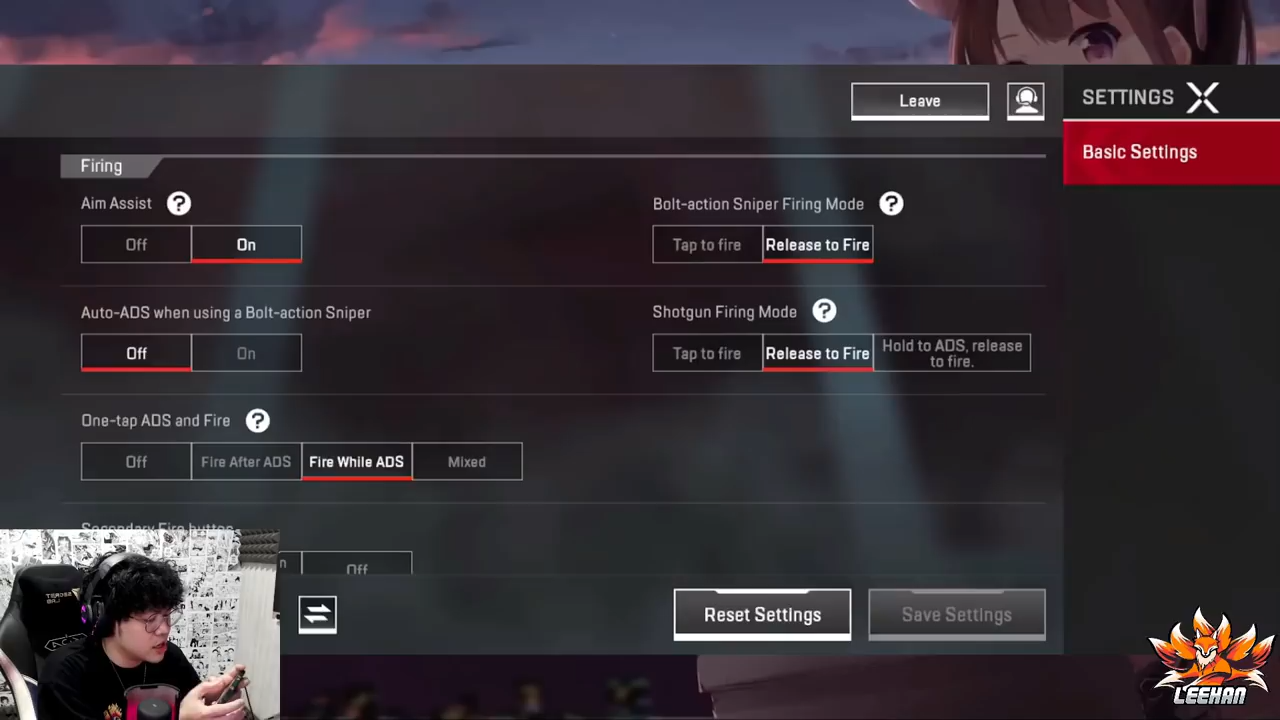 Leave
SETTINGS
Basic Settings
Firing
Aim Assist ?
Off On
Bolt-action Sniper Firing Mode ?
Tap to fire Release to Fire
Auto-ADS when using a Bolt-action Sniper
Off On
Shotgun Firing Mode ?
Tap to fire Release to Fire Hold to ADS, release
to fire.
One-tap ADS and Fire ?
Off Fire After ADS Fire While ADS Mixed
Secondary Fire button
Off
Reset Settings Save Settings
LEEHAN